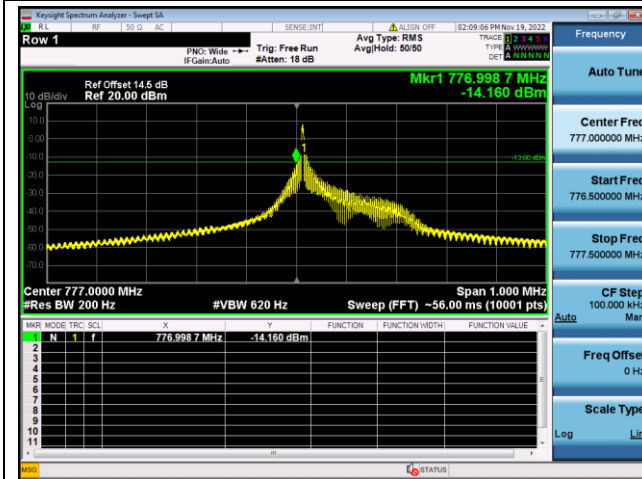 Keysight Spectrum Analyzer - Swept SA
RL RF 50 Ω AC SENSE:INT ALIGN OFF 02:09:06 PM Nov 19, 2022
Row 1
PNO: Wide
IFGain:Auto
Trig: Free Run
#Atten: 18 dB
Avg Type: RMS
Avg|Hold: 50/50
TRACE 1 2 3 4 5 6
TYPE A WWWWW
DET A N N N N N
Mkr1 776.998 7 MHz
-14.160 dBm
Ref Offset 14.5 dB
10 dB/div Ref 20.00 dBm
Log
10.0
0.00
-10.0
-20.0
-30.0
-40.0
-50.0
-60.0
-70.0
1
-13.00 dBm
Center 777.0000 MHz Span 1.000 MHz
#Res BW 200 Hz #VBW 620 Hz Sweep (FFT) ~56.00 ms (10001 pts)
MKR MODE TRC SCL X Y FUNCTION FUNCTION WIDTH FUNCTION VALUE
1 N 1 f 776.998 7 MHz -14.160 dBm
2
3
4
5
6
7
8
9
10
11
MSG STATUS
Frequency
Auto Tune
Center Freq
777.000000 MHz
Start Freq
776.500000 MHz
Stop Freq
777.500000 MHz
CF Step
100.000 kHz
Auto Man
Freq Offset
0 Hz
Scale Type
Log Lin